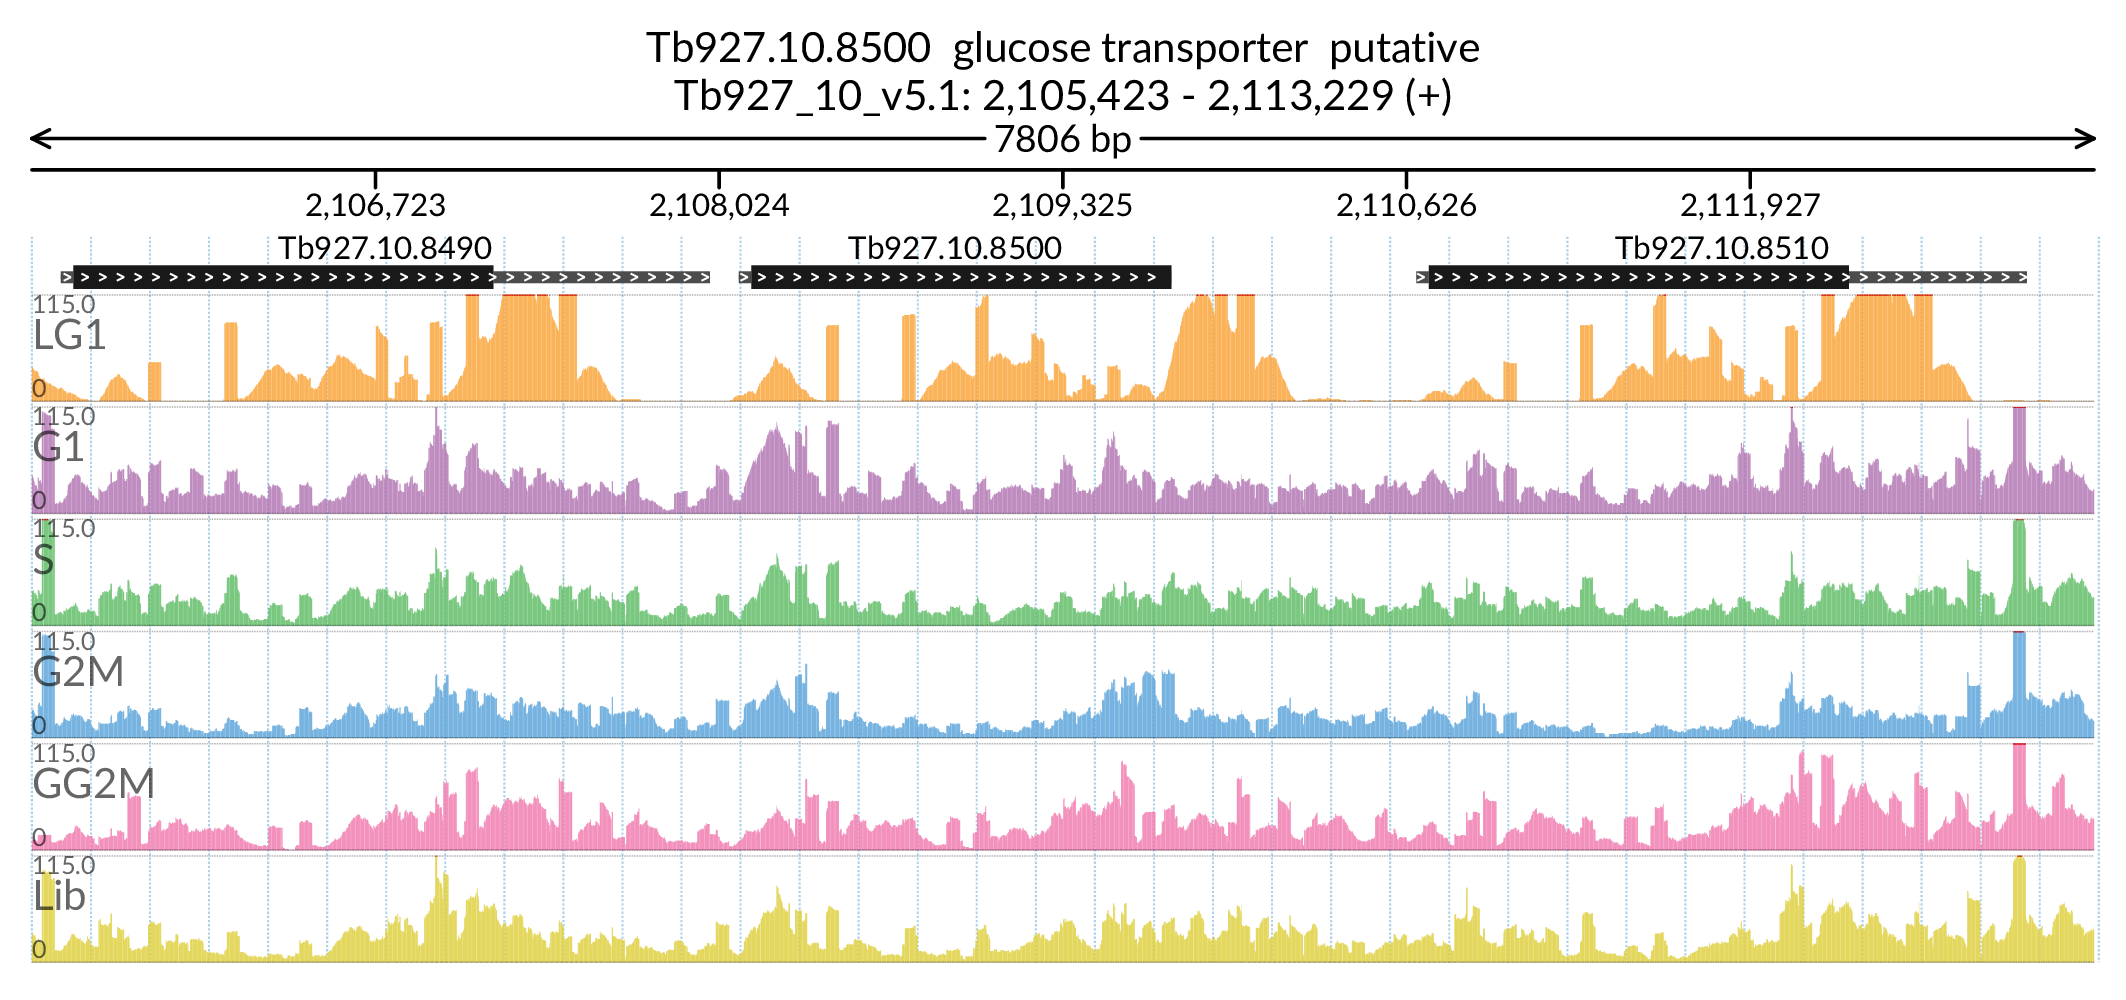 Tb927.10.8500 glucose transporter putative
Tb927_10_v5.1: 2,105,423 - 2,113,229 (+)
7806 bp
2,106,723 2,108,024 2,109,325 2,110,626 2,111,927
Tb927.10.8490 Tb927.10.8500 Tb927.10.8510
115.0
LG1
0
115.0
G1
0
115.0
S
0
115.0
G2M
0
115.0
GG2M
0
115.0
Lib
0